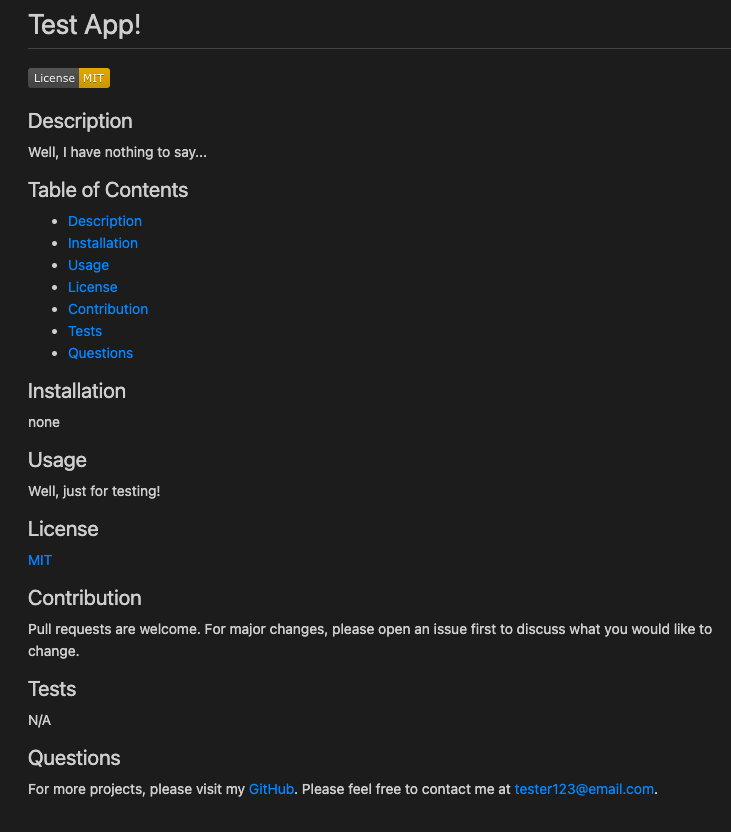 Test App!
License MIT
Description
Well, I have nothing to say...
Table of Contents
Description
Installation
Usage
License
Contribution
Tests
Questions
Installation
none
Usage
Well, just for testing!
License
MIT
Contribution
Pull requests are welcome. For major changes, please open an issue first to discuss what you would like to
change.
Tests
N/A
Questions
For more projects, please visit my GitHub. Please feel free to contact me at tester123@email.com.